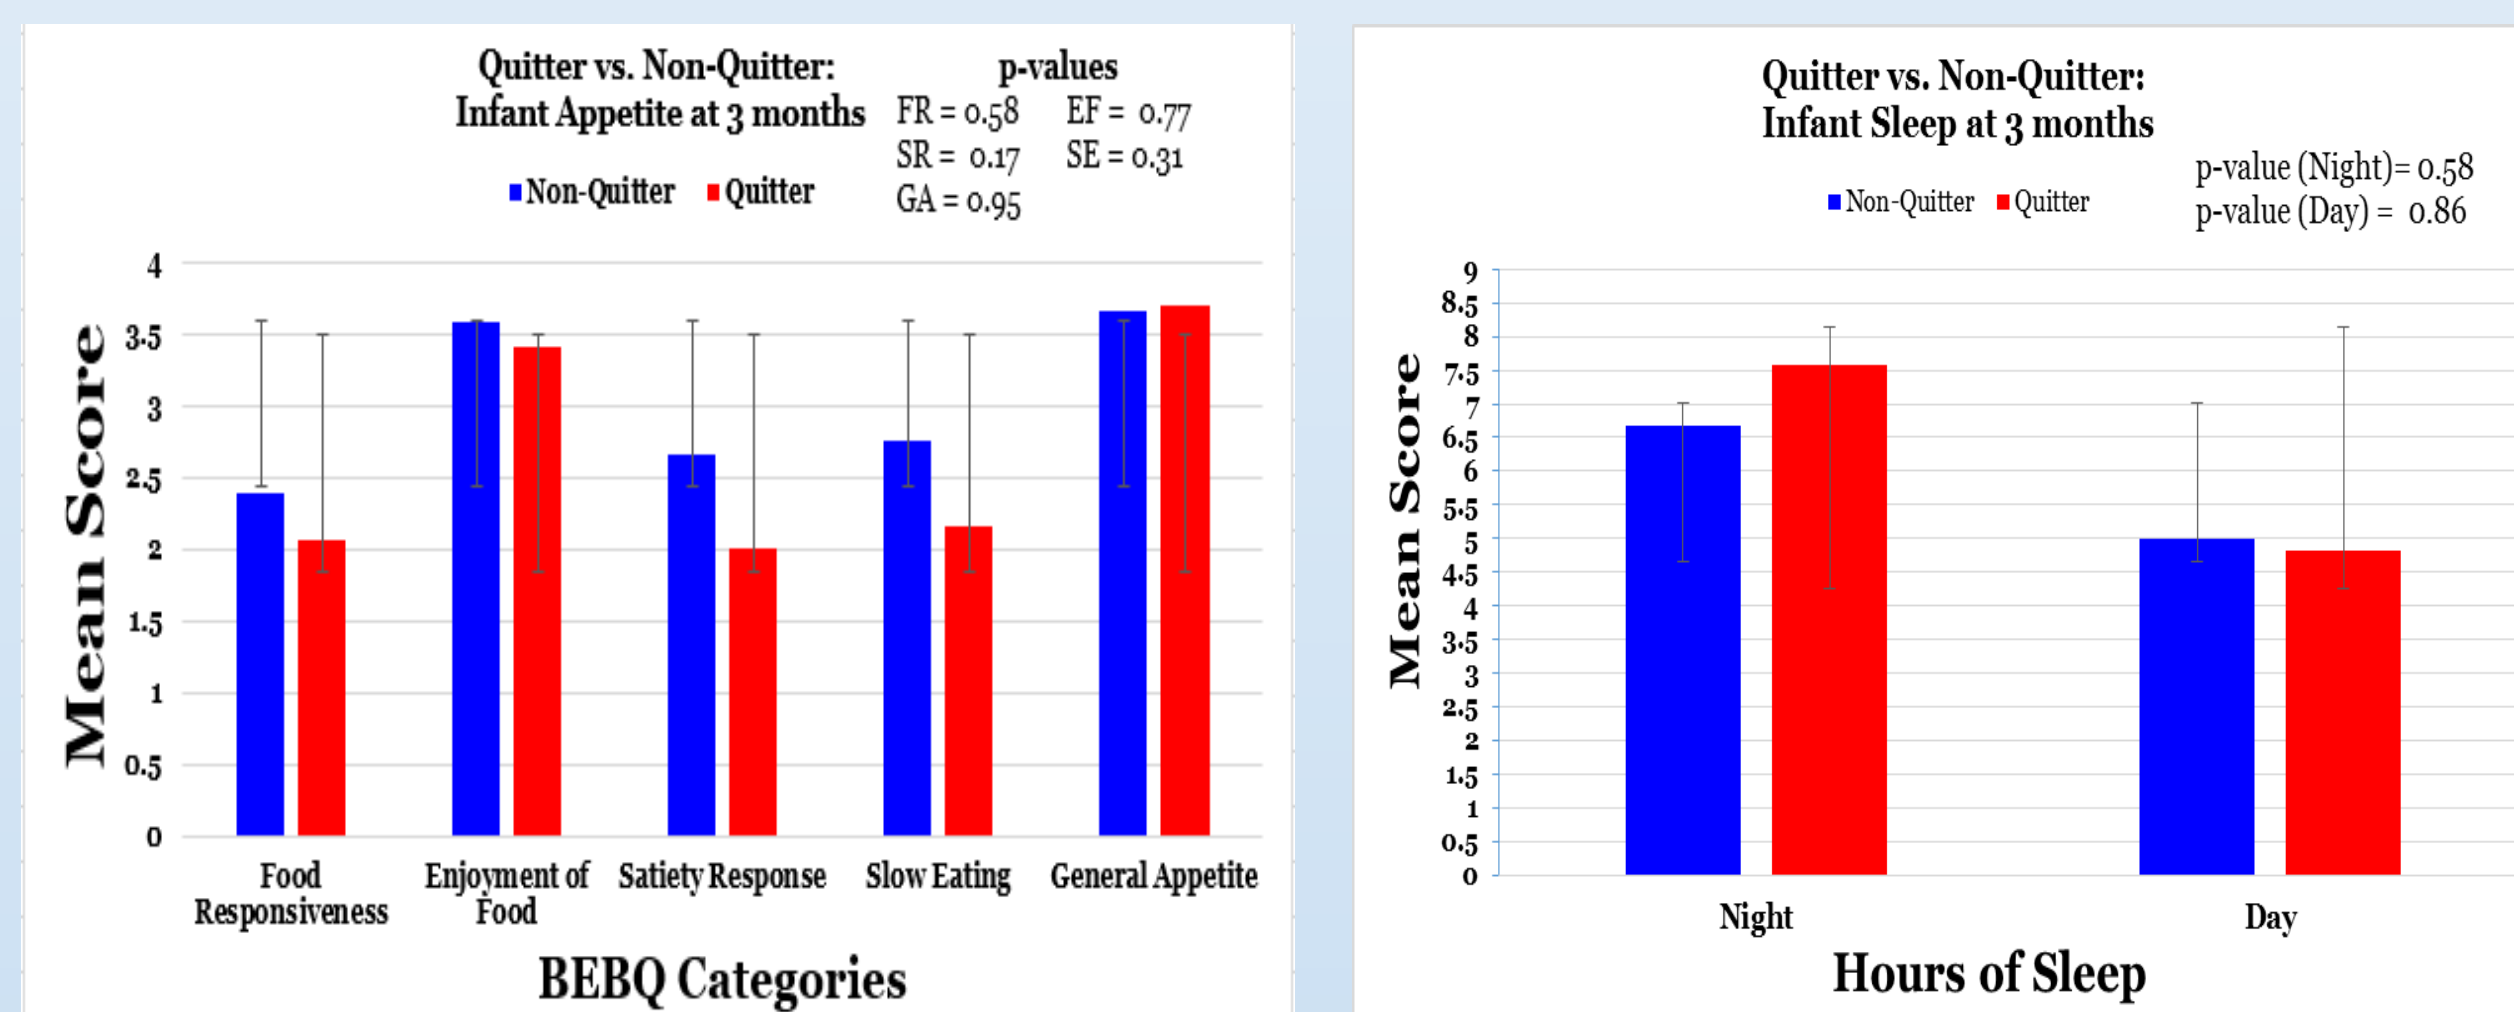 Quitter vs. Non-Quitter:
Infant Appetite at 3 months
p-values
FR = 0.58 EF = 0.77
SR = 0.17 SE = 0.31
GA = 0.95
Non-Quitter Quitter
Mean Score
4
3.5
3
2.5
2
1.5
1
0.5
0
Food Responsiveness
Enjoyment of Food
Satiety Response
Slow Eating
General Appetite
BEBQ Categories
Quitter vs. Non-Quitter:
Infant Sleep at 3 months
p-value (Night)= 0.58
p-value (Day) = 0.86
Non-Quitter Quitter
Mean Score
9
8.5
8
7.5
7
6.5
6
5.5
5
4.5
4
3.5
3
2.5
2
1.5
1
0.5
0
Night
Day
Hours of Sleep